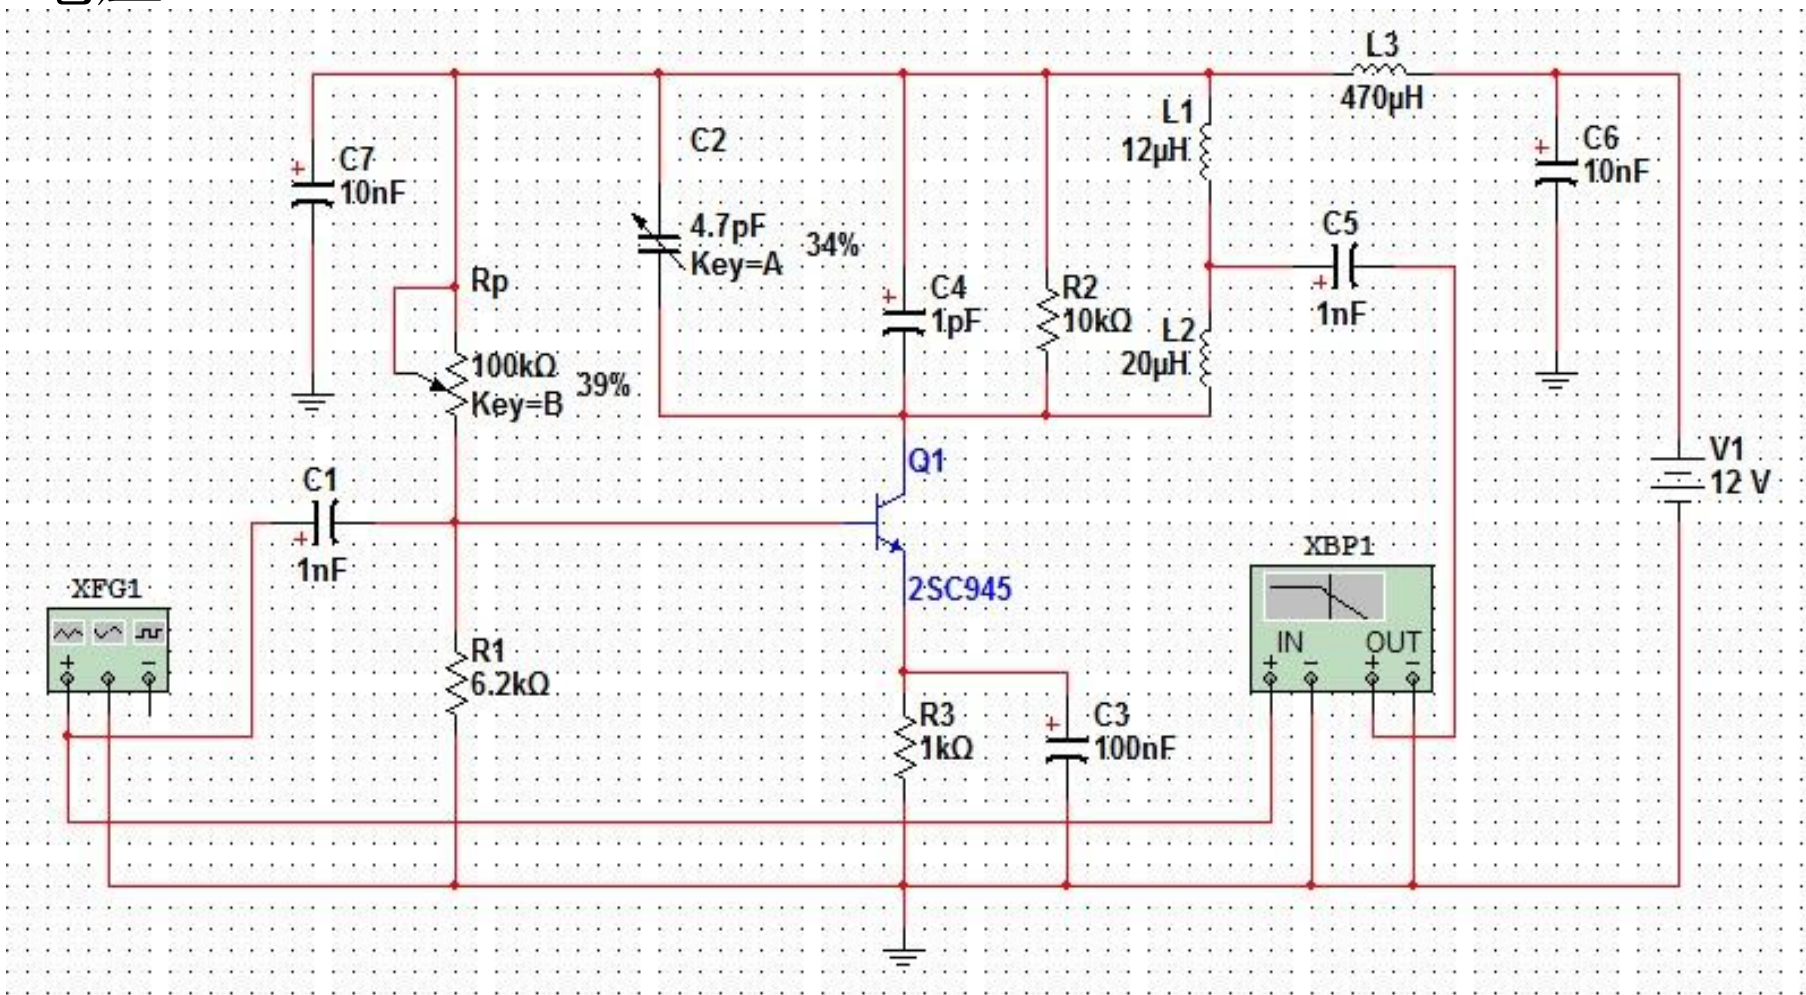 L3
470µH
L1
12µH
C2
C7
10nF
C6
10nF
4.7pF
Key=A
34%
C5
1nF
Rp
C4
1pF
R2
10kΩ
L2
20µH
100kΩ
Key=B
39%
Q1
V1
12 V
C1
1nF
XBP1
XFG1
2SC945
IN
OUT
+
−
+
−
+
−
R1
6.2kΩ
R3
1kΩ
C3
100nF